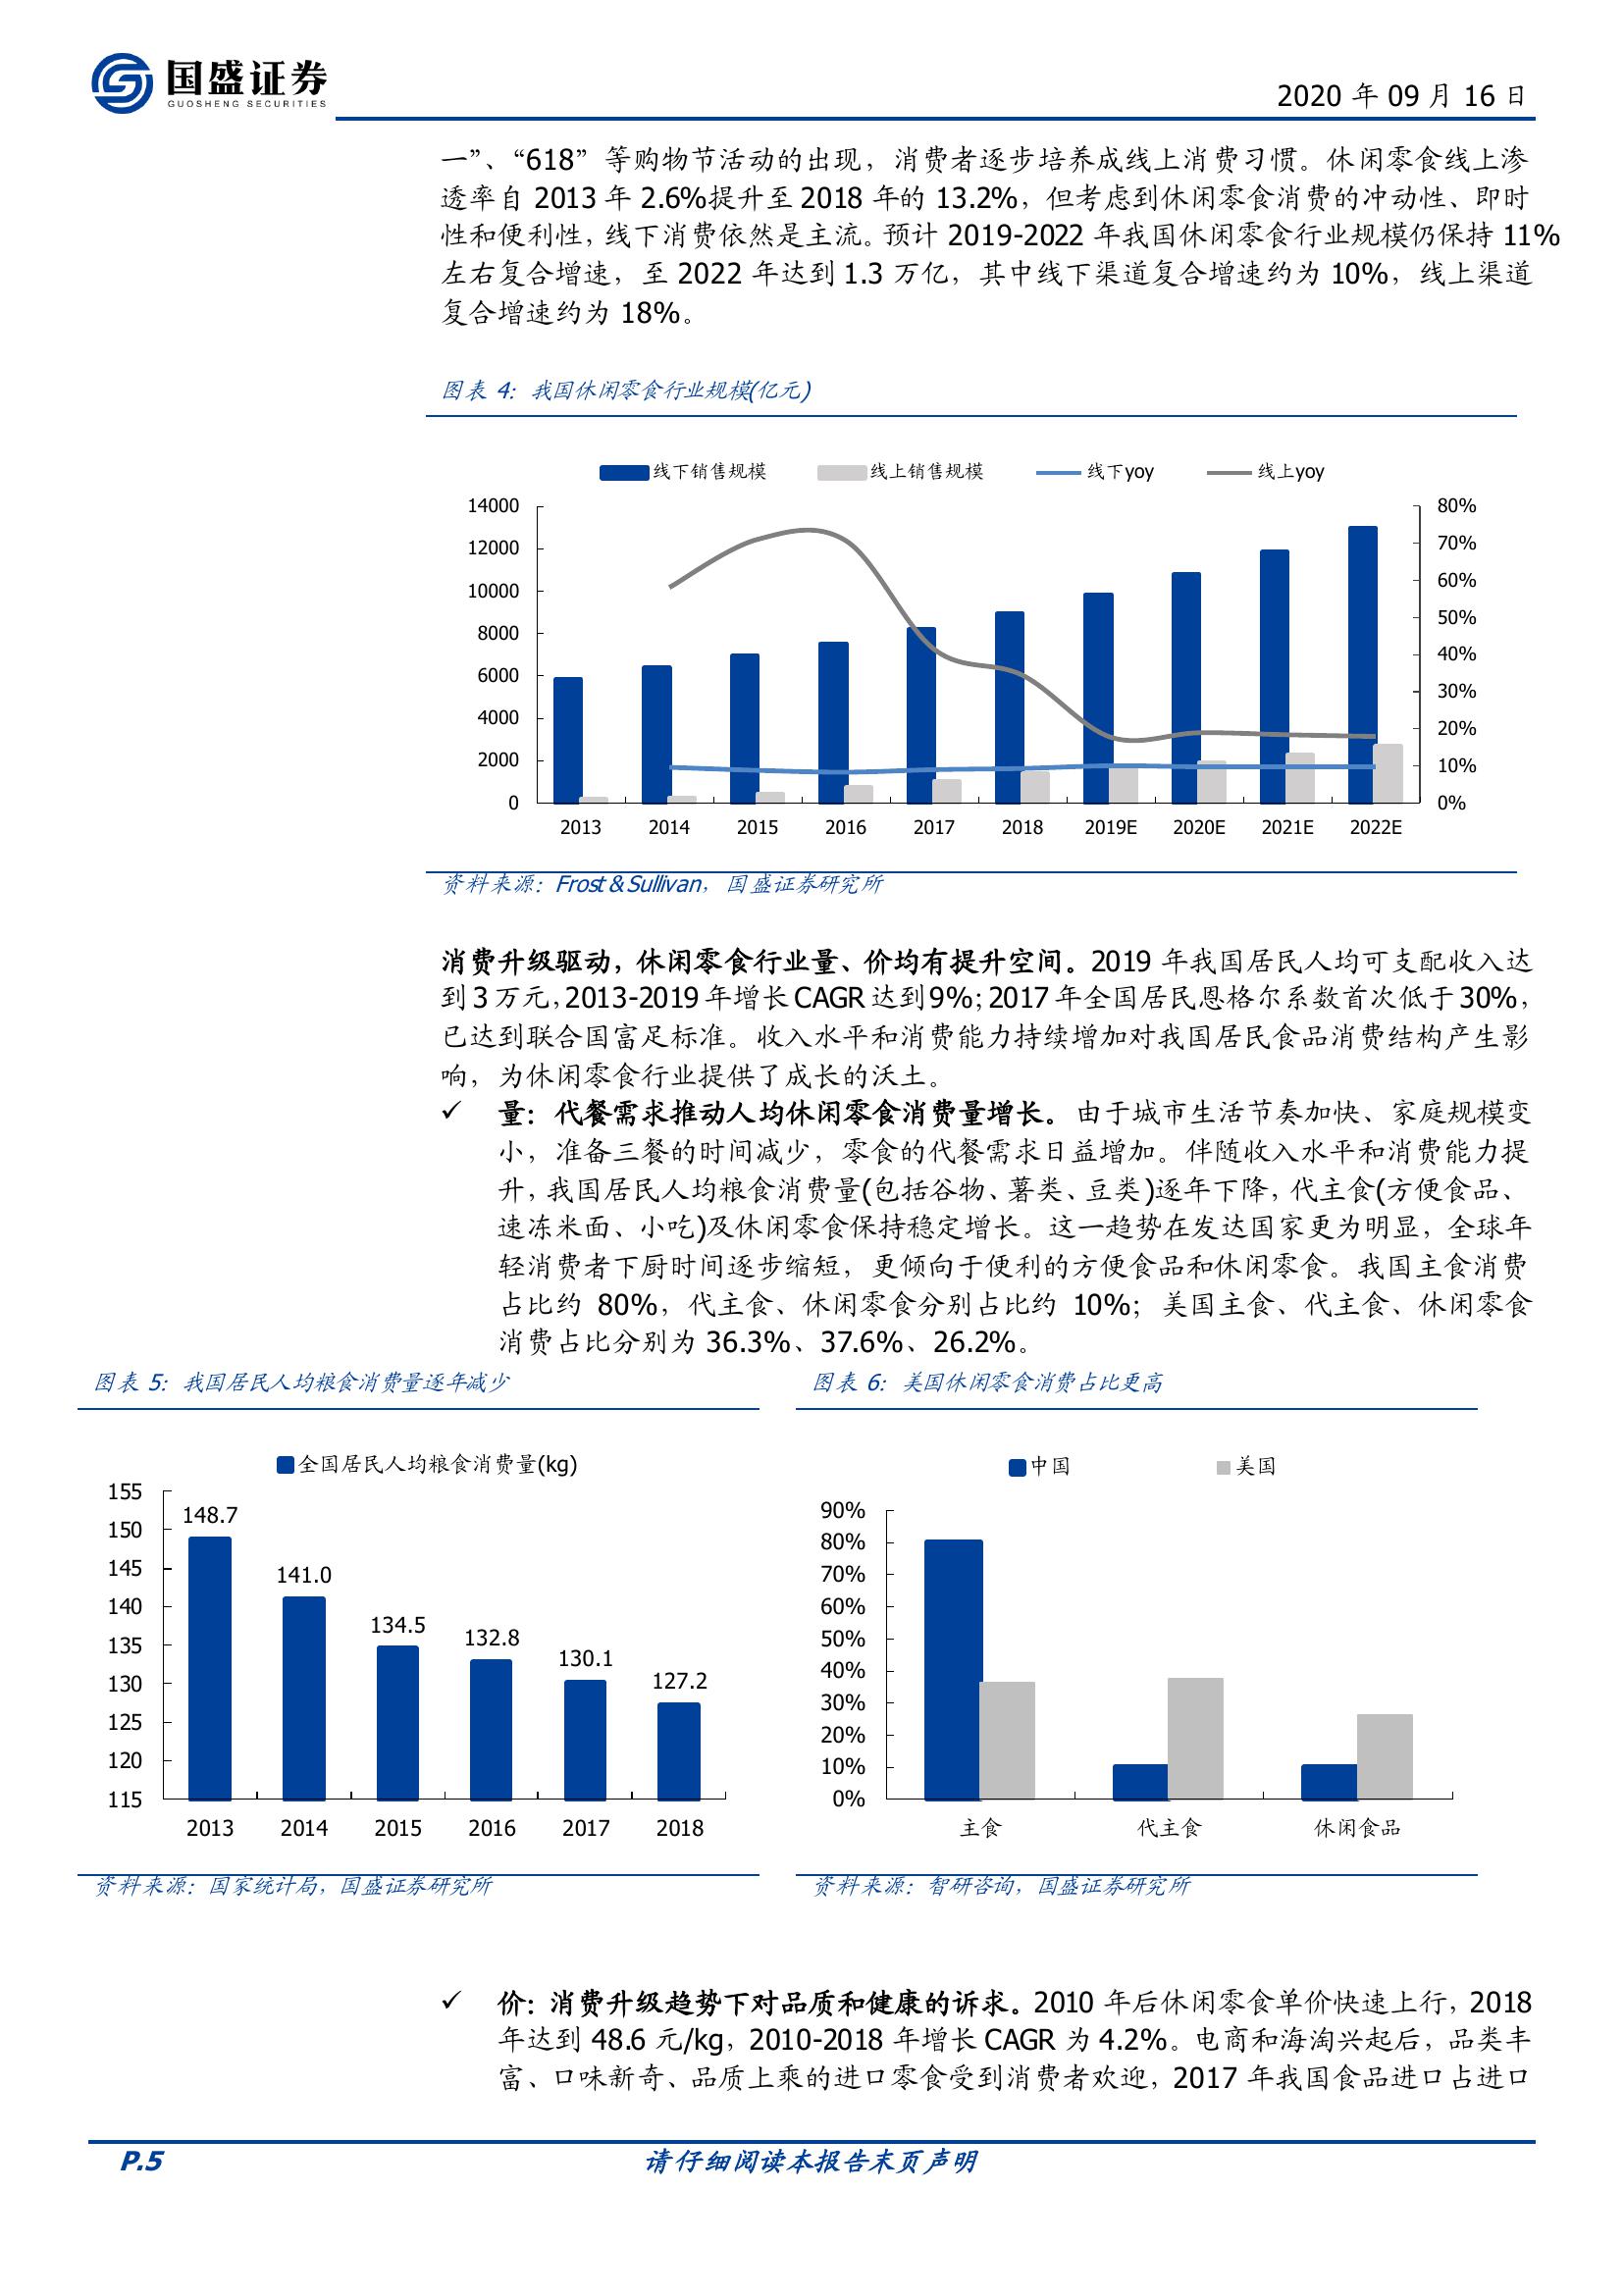 国盛证券
GUOSHENG SECURITIES
2020 年 09 月 16 日
一”、“618” 等购物节活动的出现，消费者逐步培养成线上消费习惯。休闲零食线上渗
透率自 2013 年 2.6%提升至 2018 年的 13.2%，但考虑到休闲零食消费的冲动性、即时
性和便利性，线下消费依然是主流。预计 2019-2022 年我国休闲零食行业规模仍保持 11%
左右复合增速，至 2022 年达到 1.3 万亿，其中线下渠道复合增速约为 10%，线上渠道
复合增速约为 18%。
图表 4：我国休闲零食行业规模(亿元)
线下销售规模 线上销售规模 线下yoy 线上yoy
14000 80%
12000 70%
10000 60%
8000 50%
6000 40%
4000 30%
2000 20%
0 10%
0%
2013 2014 2015 2016 2017 2018 2019E 2020E 2021E 2022E
资料来源：Frost＆Sullivan，国盛证券研究所
消费升级驱动，休闲零食行业量、价均有提升空间。2019 年我国居民人均可支配收入达
到 3 万元，2013-2019 年增长 CAGR 达到 9%；2017 年全国居民恩格尔系数首次低于 30%，
已达到联合国富足标准。收入水平和消费能力持续增加对我国居民食品消费结构产生影
响，为休闲零食行业提供了成长的沃土。
✓ 量：代餐需求推动人均休闲零食消费量增长。由于城市生活节奏加快、家庭规模变
小，准备三餐的时间减少，零食的代餐需求日益增加。伴随收入水平和消费能力提
升，我国居民人均粮食消费量(包括谷物、薯类、豆类)逐年下降，代主食(方便食品、
速冻米面、小吃)及休闲零食保持稳定增长。这一趋势在发达国家更为明显，全球年
轻消费者下厨时间逐步缩短，更倾向于便利的方便食品和休闲零食。我国主食消费
占比约 80%，代主食、休闲零食分别占比约 10%；美国主食、代主食、休闲零食
消费占比分别为 36.3%、37.6%、26.2%。
图表 5：我国居民人均粮食消费量逐年减少
全国居民人均粮食消费量(kg)
155
150
145
140
135
130
125
120
115
148.7
141.0
134.5
132.8
130.1
127.2
2013 2014 2015 2016 2017 2018
资料来源：国家统计局，国盛证券研究所
图表 6：美国休闲零食消费占比更高
中国 美国
90%
80%
70%
60%
50%
40%
30%
20%
10%
0%
主食 代主食 休闲食品
资料来源：智研咨询，国盛证券研究所
✓ 价：消费升级趋势下对品质和健康的诉求。2010 年后休闲零食单价快速上行，2018
年达到 48.6 元/kg，2010-2018 年增长 CAGR 为 4.2%。电商和海淘兴起后，品类丰
富、口味新奇、品质上乘的进口零食受到消费者欢迎，2017 年我国食品进口占进口
P.5
请仔细阅读本报告末页声明